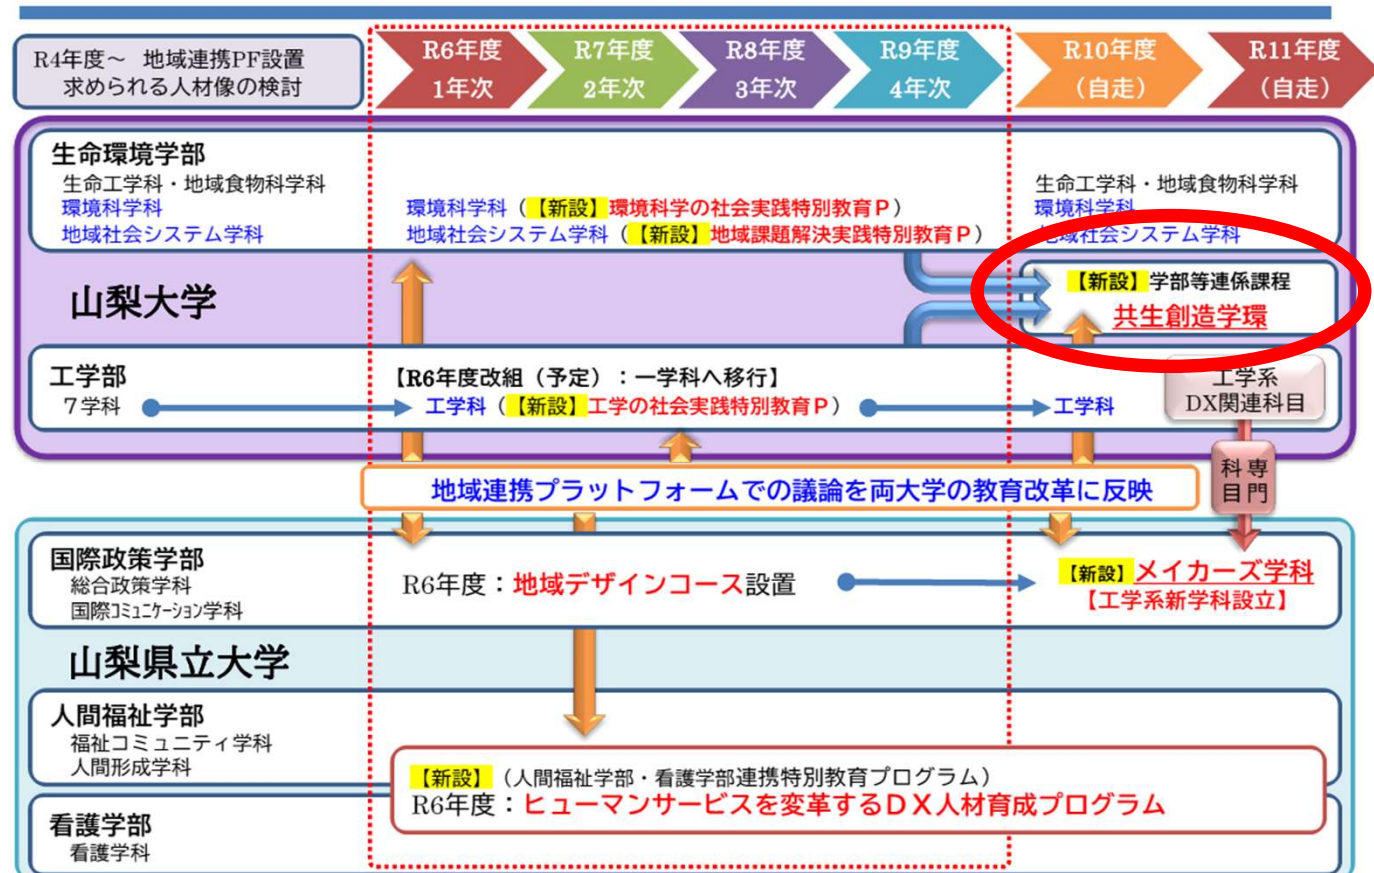 R4年度～ 地域連携PF設置
求められる人材像の検討
R6年度
1年次
R7年度
2年次
R8年度
3年次
R9年度
4年次
R10年度
（自走）
R11年度
（自走）
生命環境学部
生命工学科・地域食物科学科
環境科学科
地域社会システム学科
環境科学科（【新設】環境科学の社会実践特別教育Ｐ）
地域社会システム学科（【新設】地域課題解決実践特別教育Ｐ）
生命工学科・地域食物科学科
環境科学科
地域社会システム学科
山梨大学
【新設】学部等連係課程
共生創造学環
工学部
７学科
【R6年度改組（予定）：一学科へ移行】
工学科（【新設】工学の社会実践特別教育Ｐ）
工学科
工学系
DX関連科目
専門
科目
地域連携プラットフォームでの議論を両大学の教育改革に反映
国際政策学部
総合政策学科
国際ｺﾐｭﾆｹｰｼｮﾝ学科
R6年度：地域デザインコース設置
【新設】メイカーズ学科
【工学系新学科設立】
山梨県立大学
人間福祉学部
福祉コミュニティ学科
人間形成学科
【新設】（人間福祉学部・看護学部連携特別教育プログラム）
R6年度：ヒューマンサービスを変革するＤＸ人材育成プログラム
看護学部
看護学科